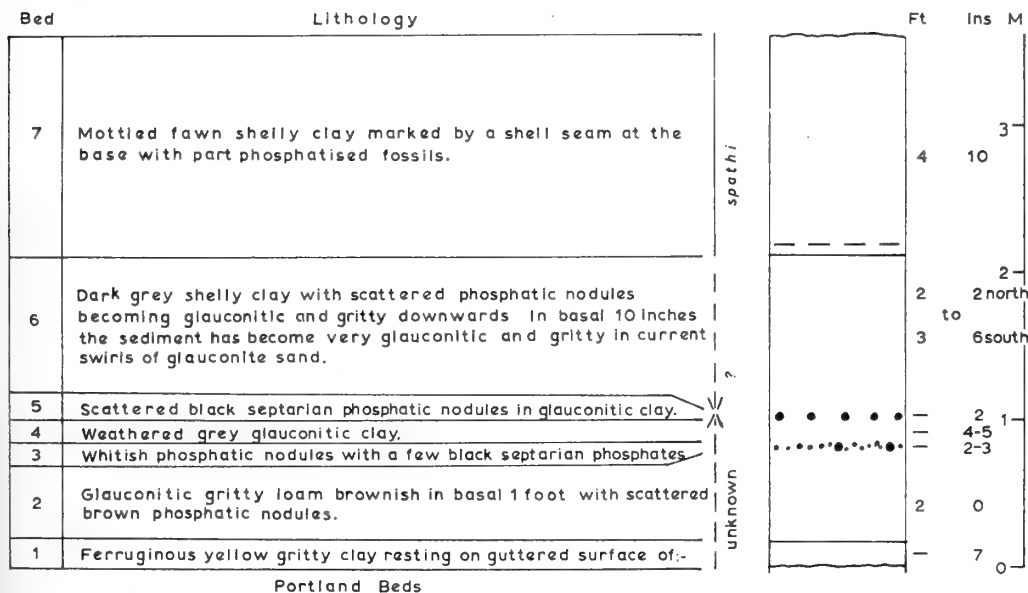 Bed Lithology Ft Ins M
7 Mottled fawn shelly clay marked by a shell seam at the
base with part phosphatised fossils.
spathi
4 10
3
6 Dark grey shelly clay with scattered phosphatic nodules
becoming glauconitic and gritty downwards In basal 10 inches
the sediment has become very glauconitic and gritty in current
swirls of glauconite sand.
?
2 2 north
to
3 6 south
2
5 Scattered black septarian phosphatic nodules in glauconitic clay. — 2
1
4 Weathered grey glauconitic clay. — 4-5
3 Whitish phosphatic nodules with a few black septarian phosphates — 2-3
2 Glauconitic gritty loam brownish in basal 1 foot with scattered
brown phosphatic nodules.
unknown
2 0
1 Ferruginous yellow gritty clay resting on guttered surface of:- — 7
0
Portland Beds